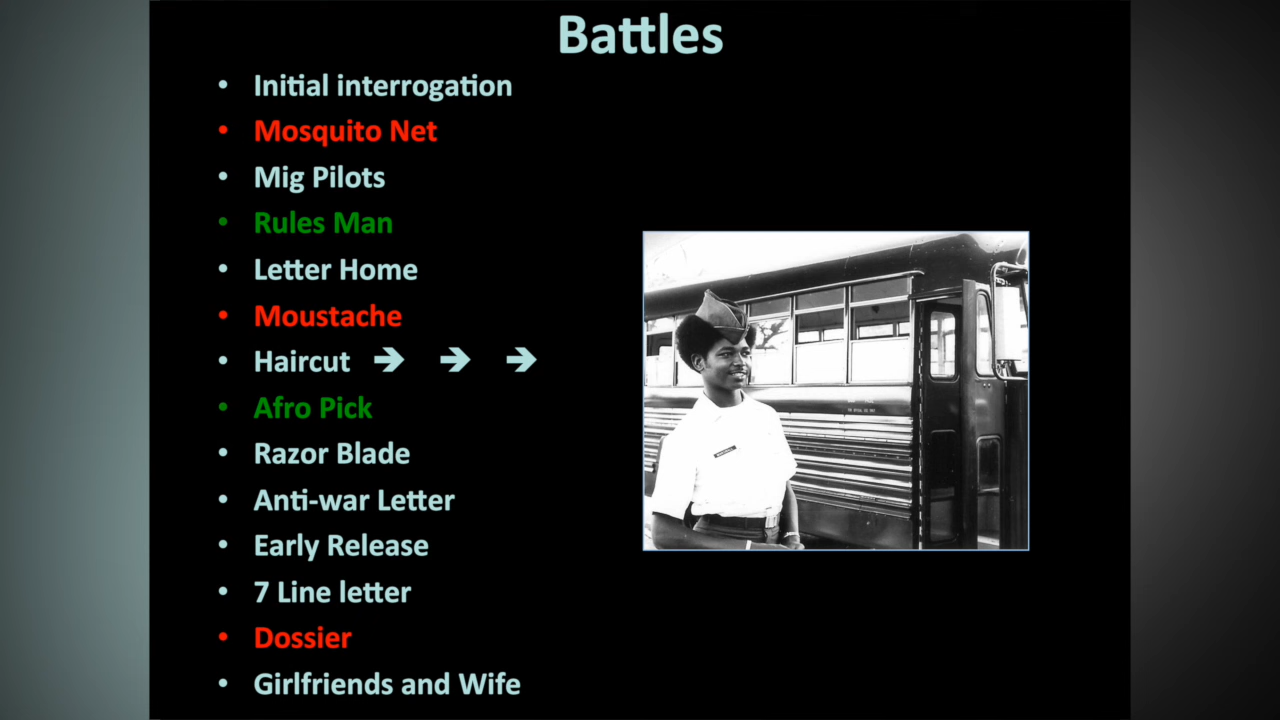 Battles
• Initial interrogation
• Mosquito Net
• Mig Pilots
• Rules Man
• Letter Home
• Moustache
• Haircut ➔ ➔ ➔
• Afro Pick
• Razor Blade
• Anti-war Letter
• Early Release
• 7 Line letter
• Dossier
• Girlfriends and Wife